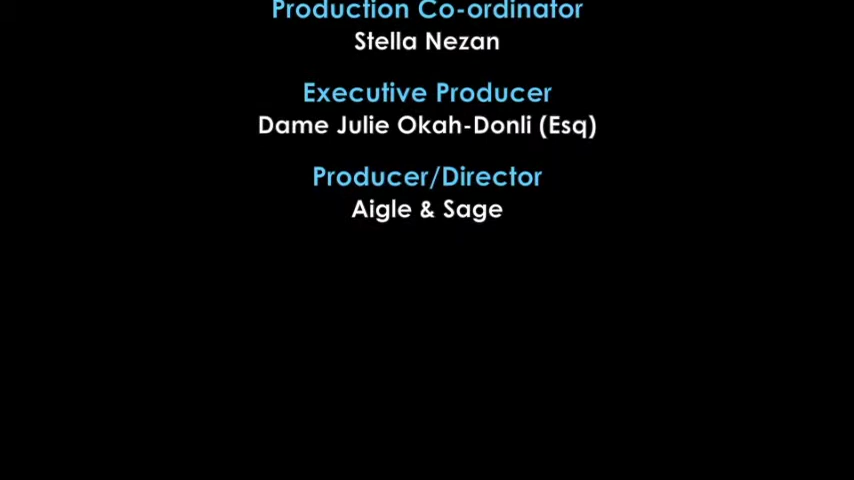 Production Co-ordinator
Stella Nezan
Executive Producer
Dame Julie Okah-Donli (Esq)
Producer/Director
Aigle & Sage